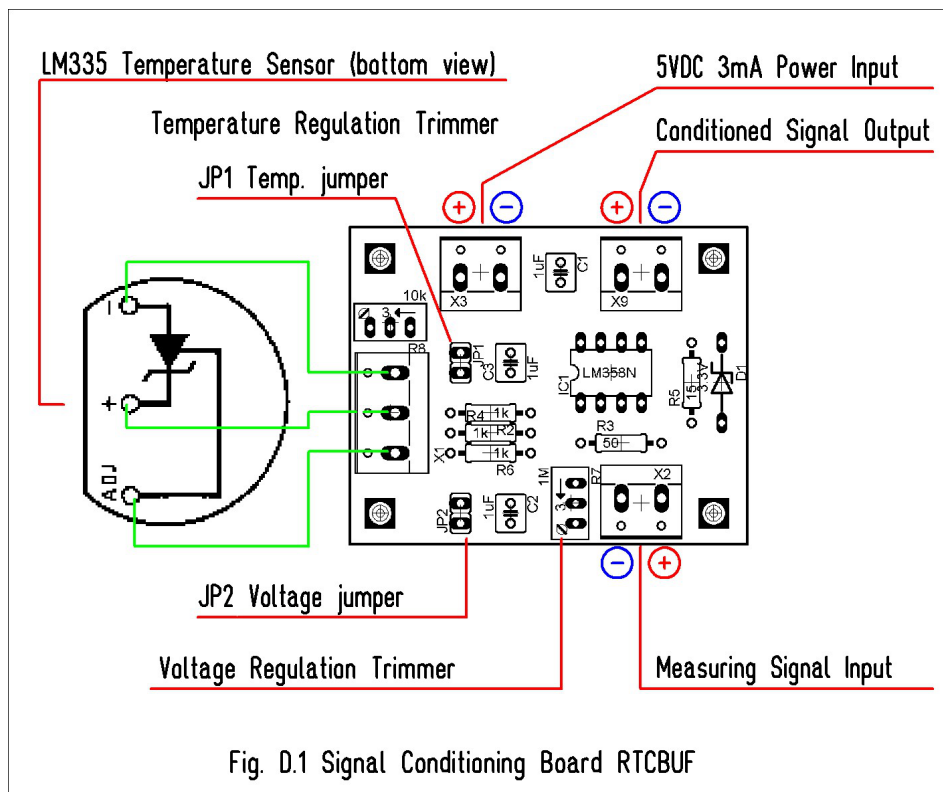 LM335 Temperature Sensor (bottom view)
5VDC 3mA Power Input
Temperature Regulation Trimmer
Conditioned Signal Output
JP1 Temp. jumper
+ −
+ −
1uF
C1
X3
X9
10k
3
R8
JP1
C3
1uF
IC1
LM358N
R5
15
3.3V
D1
−
+
ADJ
R4 1k
1k R2
1k
R6
X1
R3
50
JP2
1uF
C2
1M
3
R7
X2
− +
JP2 Voltage jumper
Voltage Regulation Trimmer
Measuring Signal Input
Fig. D.1 Signal Conditioning Board RTCBUF